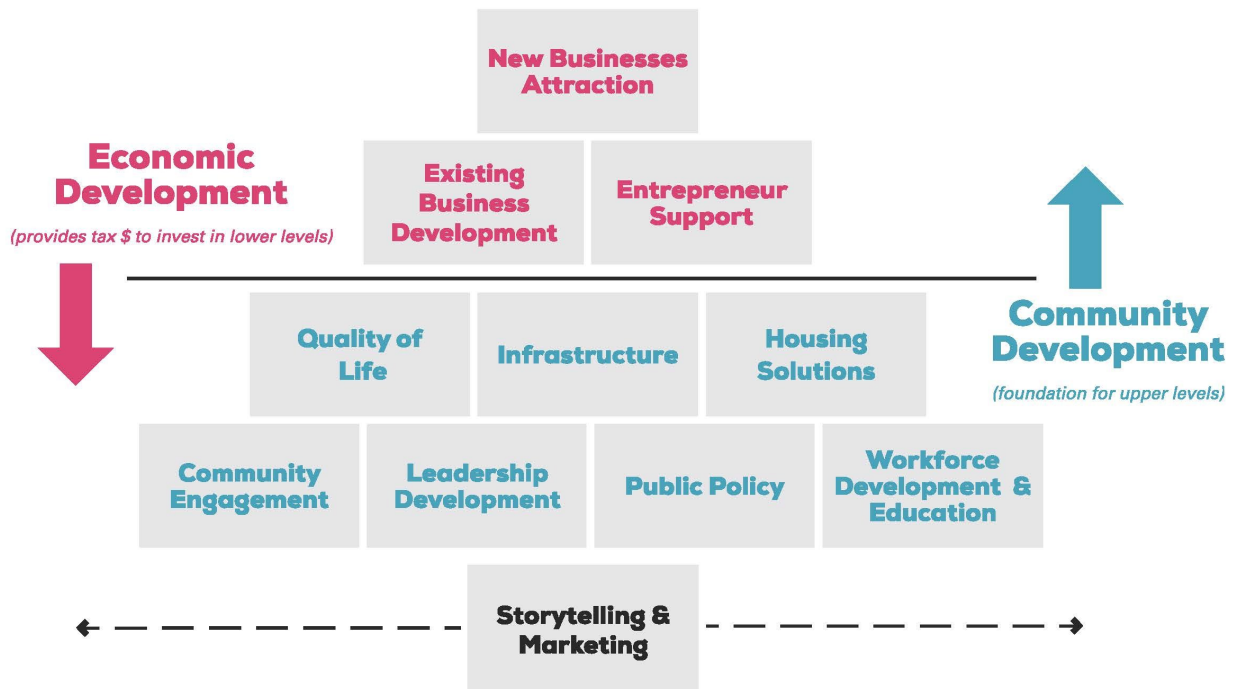 New Businesses
Attraction
Economic
Development
(provides tax $ to invest in lower levels)
Existing
Business
Development
Entrepreneur
Support
Quality of
Life
Infrastructure
Housing
Solutions
Community
Development
(foundation for upper levels)
Community
Engagement
Leadership
Development
Public Policy
Workforce
Development &
Education
Storytelling &
Marketing